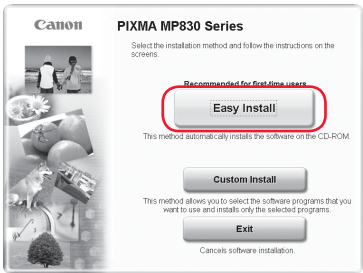 Canon
PIXMA MP830 Series
Select the installation method and follow the instructions on the
screens.
Recommended for first-time users
Easy Install
This method automatically installs the software on the CD-ROM.
Custom Install
This method allows you to select the software programs that you
want to use and installs only the selected programs.
Exit
Cancels software installation.